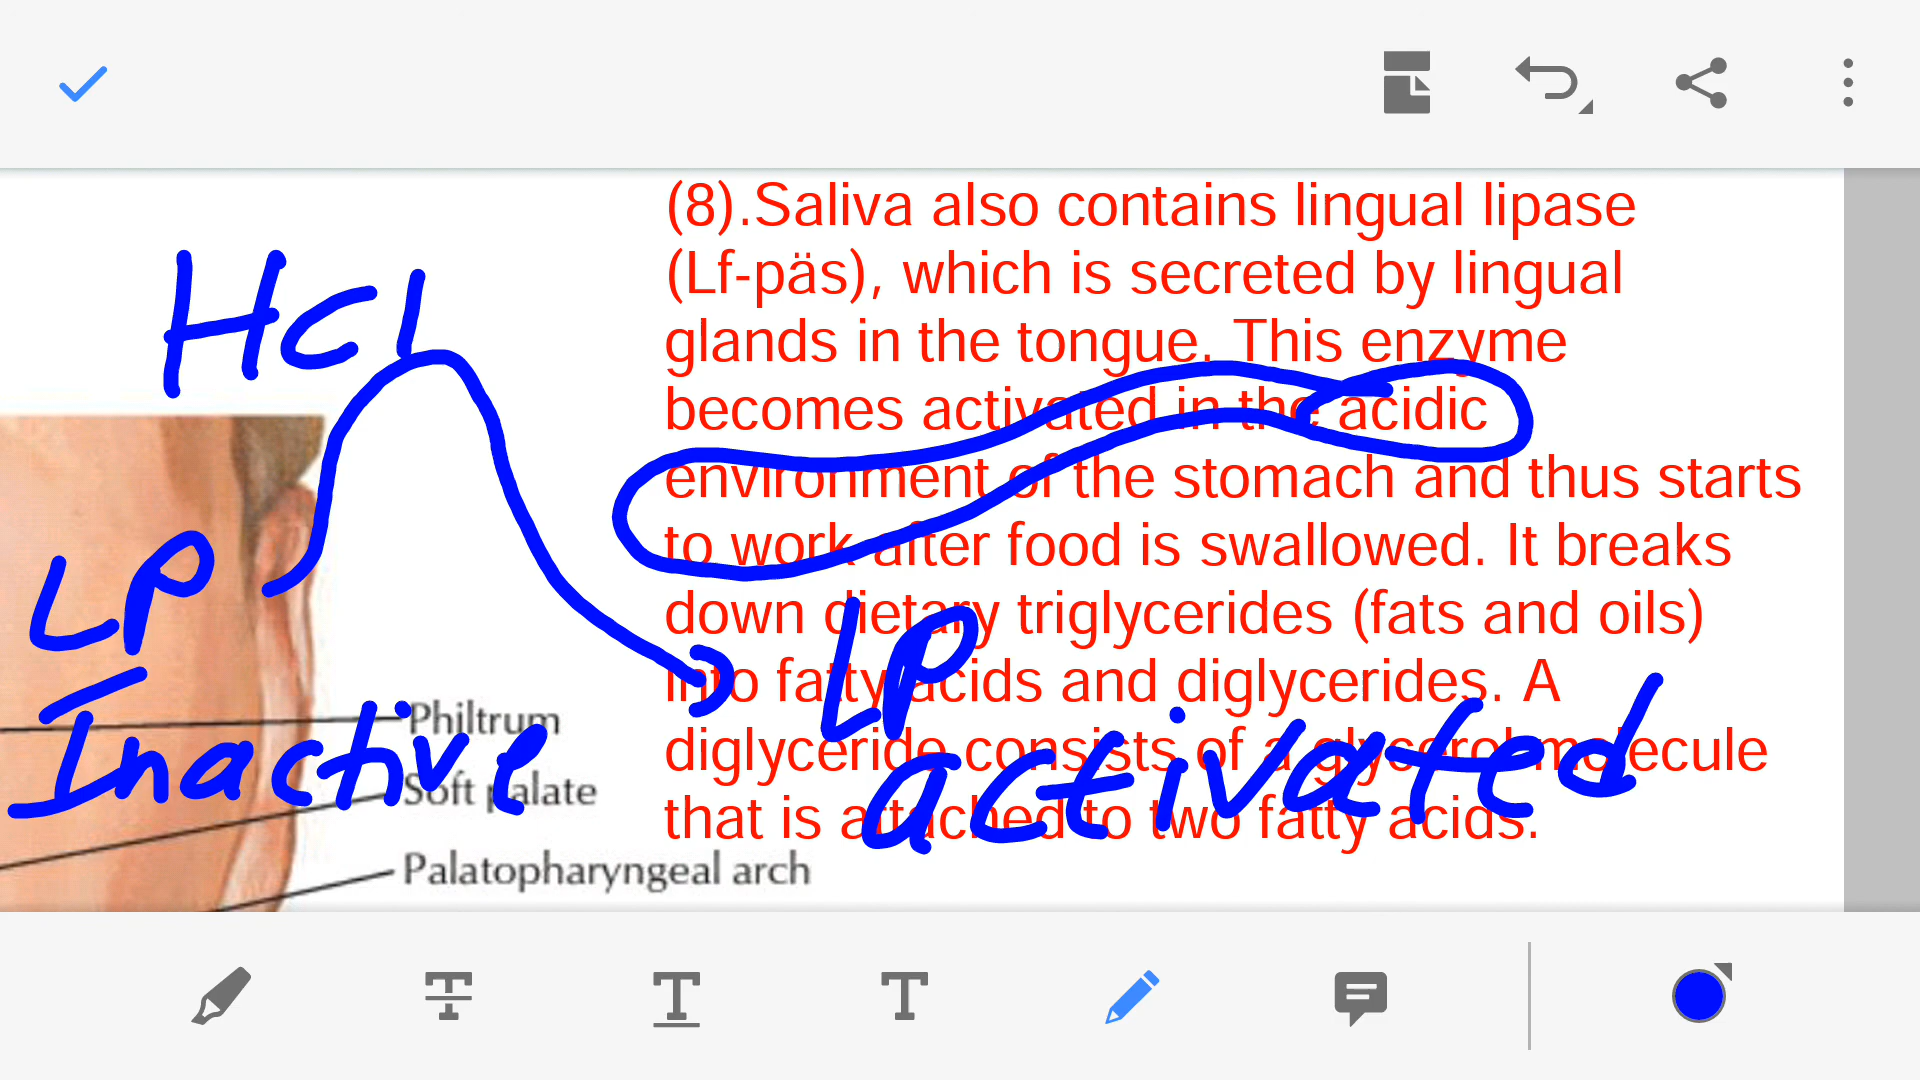 (8).Saliva also contains lingual lipase
(Lf-päs), which is secreted by lingual
glands in the tongue. This enzyme
becomes activated in the acidic
environment of the stomach and thus starts
to work after food is swallowed. It breaks
down dietary triglycerides (fats and oils)
into fatty acids and diglycerides. A
diglyceride consists of a glycerol molecule
that is attached to two fatty acids.
HCl
LP
Inactive
LP
activated
Philtrum
Soft palate
Palatopharyngeal arch